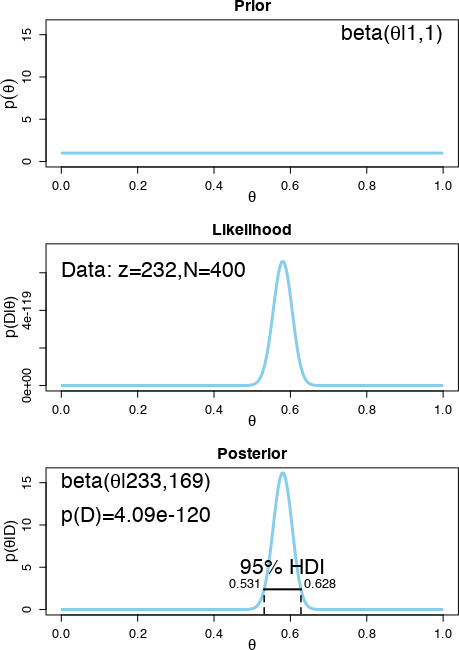 Prior
beta(θ|1,1)
p(θ)
0
5
10
15
0.0 0.2 0.4 0.6 0.8 1.0
θ
Likelihood
Data: z=232,N=400
p(D|θ)
0e+00
4e-119
0.0 0.2 0.4 0.6 0.8 1.0
θ
Posterior
beta(θ|233,169)
p(D)=4.09e-120
95% HDI
0.531 0.628
p(θ|D)
0
5
10
15
0.0 0.2 0.4 0.6 0.8 1.0
θ